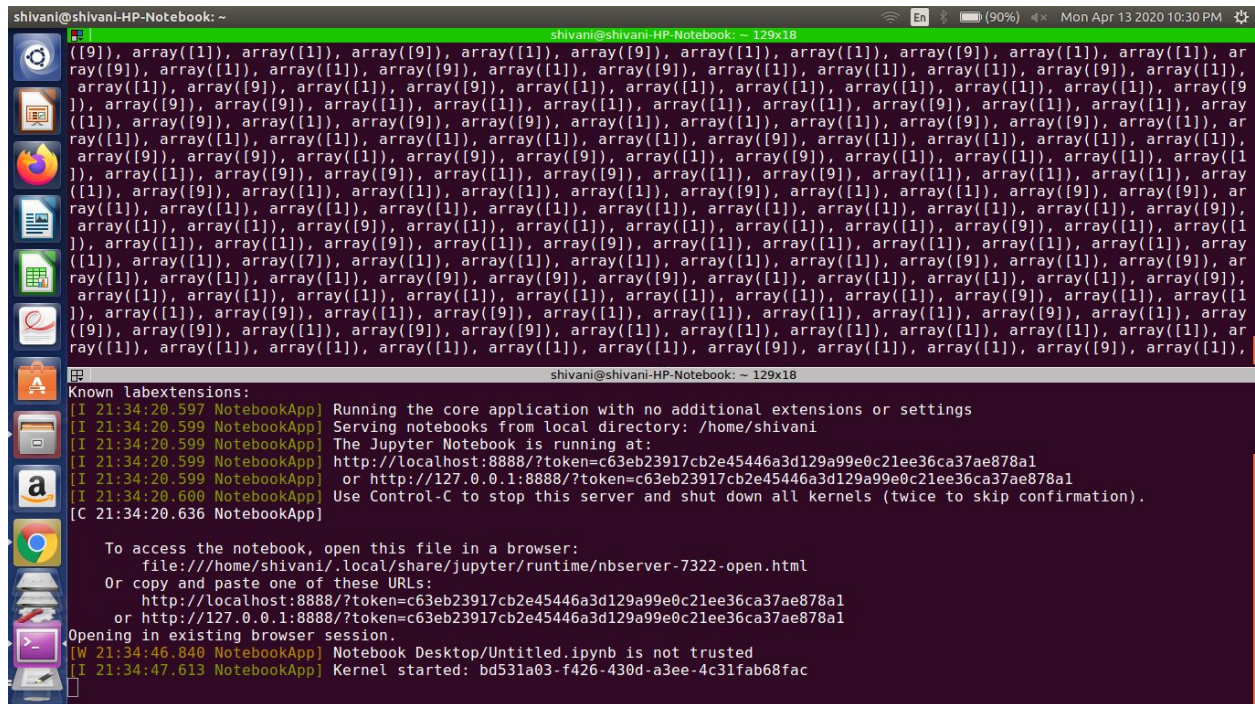 shivani@shivani-HP-Notebook: ~
En (90%) Mon Apr 13 2020 10:30 PM
shivani@shivani-HP-Notebook: ~ 129x18
([9]), array([1]), array([1]), array([9]), array([1]), array([1]), array([9]), array([1]), array([1]), array([9]), array([1]), array([1]), ar
ray([9]), array([1]), array([1]), array([9]), array([1]), array([9]), array([1]), array([1]), array([1]), array([9]), array([1]),
 array([1]), array([9]), array([1]), array([9]), array([1]), array([1]), array([1]), array([1]), array([1]), array([1]), array([9
]), array([9]), array([9]), array([1]), array([1]), array([1]), array([1]), array([1]), array([9]), array([1]), array([1]), array
([1]), array([9]), array([1]), array([9]), array([9]), array([1]), array([1]), array([1]), array([9]), array([9]), array([1]), ar
ray([1]), array([1]), array([1]), array([9]), array([1]), array([1]), array([9]), array([1]), array([1]), array([1]), array([1]),
 array([9]), array([9]), array([1]), array([9]), array([9]), array([1]), array([9]), array([1]), array([1]), array([1]), array([1
]), array([1]), array([9]), array([9]), array([1]), array([9]), array([1]), array([9]), array([1]), array([1]), array([1]), array
([1]), array([9]), array([1]), array([9]), array([1]), array([1]), array([9]), array([1]), array([1]), array([9]), array([9]), ar
ray([1]), array([1]), array([1]), array([1]), array([1]), array([1]), array([1]), array([1]), array([9]), array([1]), array([9]),
 array([1]), array([1]), array([9]), array([1]), array([1]), array([1]), array([1]), array([9]), array([1]), array([1]), array([1
]), array([1]), array([1]), array([9]), array([1]), array([9]), array([1]), array([1]), array([1]), array([1]), array([1]), array
([1]), array([1]), array([7]), array([1]), array([1]), array([1]), array([1]), array([9]), array([1]), array([1]), array([9]), ar
ray([1]), array([1]), array([1]), array([9]), array([9]), array([9]), array([1]), array([1]), array([1]), array([1]), array([9]),
 array([1]), array([1]), array([1]), array([1]), array([1]), array([1]), array([1]), array([1]), array([9]), array([1]), array([1
]), array([1]), array([9]), array([1]), array([9]), array([1]), array([1]), array([9]), array([1]), array([1]), array([1]), array
([9]), array([9]), array([1]), array([9]), array([9]), array([1]), array([1]), array([1]), array([1]), array([1]), array([1]), ar
ray([1]), array([1]), array([1]), array([1]), array([1]), array([1]), array([9]), array([1]), array([1]), array([9]), array([1]),
shivani@shivani-HP-Notebook: ~ 129x18
Known labextensions:
[I 21:34:20.597 NotebookApp] Running the core application with no additional extensions or settings
[I 21:34:20.599 NotebookApp] Serving notebooks from local directory: /home/shivani
[I 21:34:20.599 NotebookApp] The Jupyter Notebook is running at:
[I 21:34:20.599 NotebookApp] http://localhost:8888/?token=c63eb23917cb2e45446a3d129a99e0c21ee36ca37ae878a1
[I 21:34:20.599 NotebookApp]  or http://127.0.0.1:8888/?token=c63eb23917cb2e45446a3d129a99e0c21ee36ca37ae878a1
[I 21:34:20.600 NotebookApp] Use Control-C to stop this server and shut down all kernels (twice to skip confirmation).
[C 21:34:20.636 NotebookApp]
To access the notebook, open this file in a browser:
file:///home/shivani/.local/share/jupyter/runtime/nbserver-7322-open.html
Or copy and paste one of these URLs:
http://localhost:8888/?token=c63eb23917cb2e45446a3d129a99e0c21ee36ca37ae878a1
or http://127.0.0.1:8888/?token=c63eb23917cb2e45446a3d129a99e0c21ee36ca37ae878a1
Opening in existing browser session.
[W 21:34:46.840 NotebookApp] Notebook Desktop/Untitled.ipynb is not trusted
[I 21:34:47.613 NotebookApp] Kernel started: bd531a03-f426-430d-a3ee-4c31fab68fac